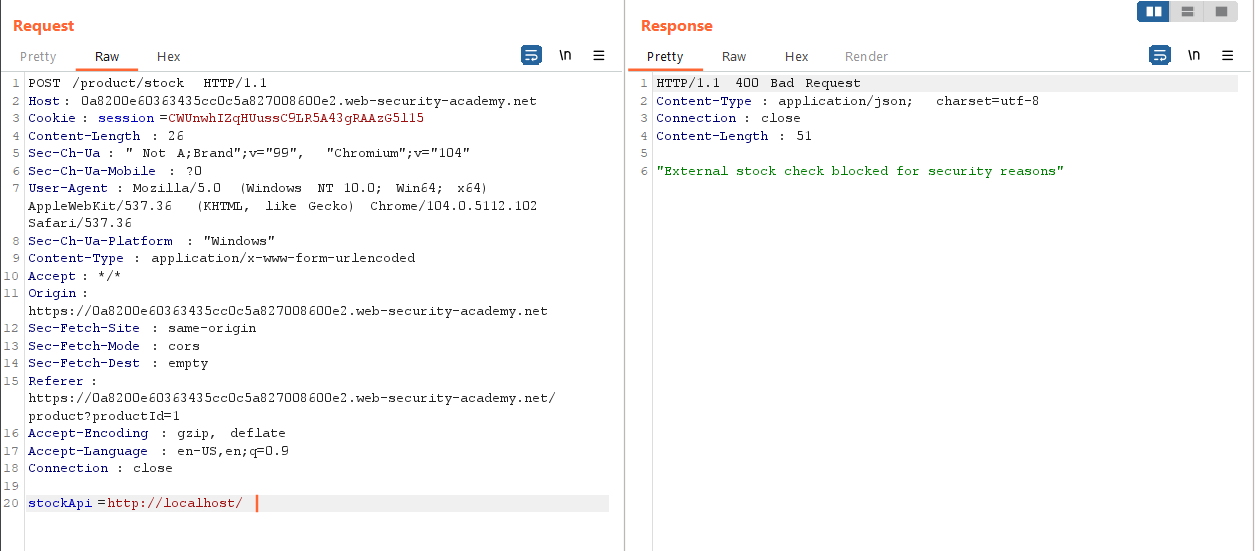 Request
Pretty Raw Hex
\n
1 POST /product/stock HTTP/1.1
2 Host : 0a8200e60363435cc0c5a827008600e2.web-security-academy.net
3 Cookie : session =CWUnwhIZqHUussC9LR5A43gRAAzG5l15
4 Content-Length : 26
5 Sec-Ch-Ua : " Not A;Brand";v="99", "Chromium";v="104"
6 Sec-Ch-Ua-Mobile : ?0
7 User-Agent : Mozilla/5.0 (Windows NT 10.0; Win64; x64)
AppleWebKit/537.36 (KHTML, like Gecko) Chrome/104.0.5112.102
Safari/537.36
8 Sec-Ch-Ua-Platform : "Windows"
9 Content-Type : application/x-www-form-urlencoded
10 Accept : */*
11 Origin :
https://0a8200e60363435cc0c5a827008600e2.web-security-academy.net
12 Sec-Fetch-Site : same-origin
13 Sec-Fetch-Mode : cors
14 Sec-Fetch-Dest : empty
15 Referer :
https://0a8200e60363435cc0c5a827008600e2.web-security-academy.net/
product?productId=1
16 Accept-Encoding : gzip, deflate
17 Accept-Language : en-US,en;q=0.9
18 Connection : close
19
20 stockApi =http://localhost/
Response
Pretty Raw Hex Render
\n
1 HTTP/1.1 400 Bad Request
2 Content-Type : application/json; charset=utf-8
3 Connection : close
4 Content-Length : 51
5
6 "External stock check blocked for security reasons"